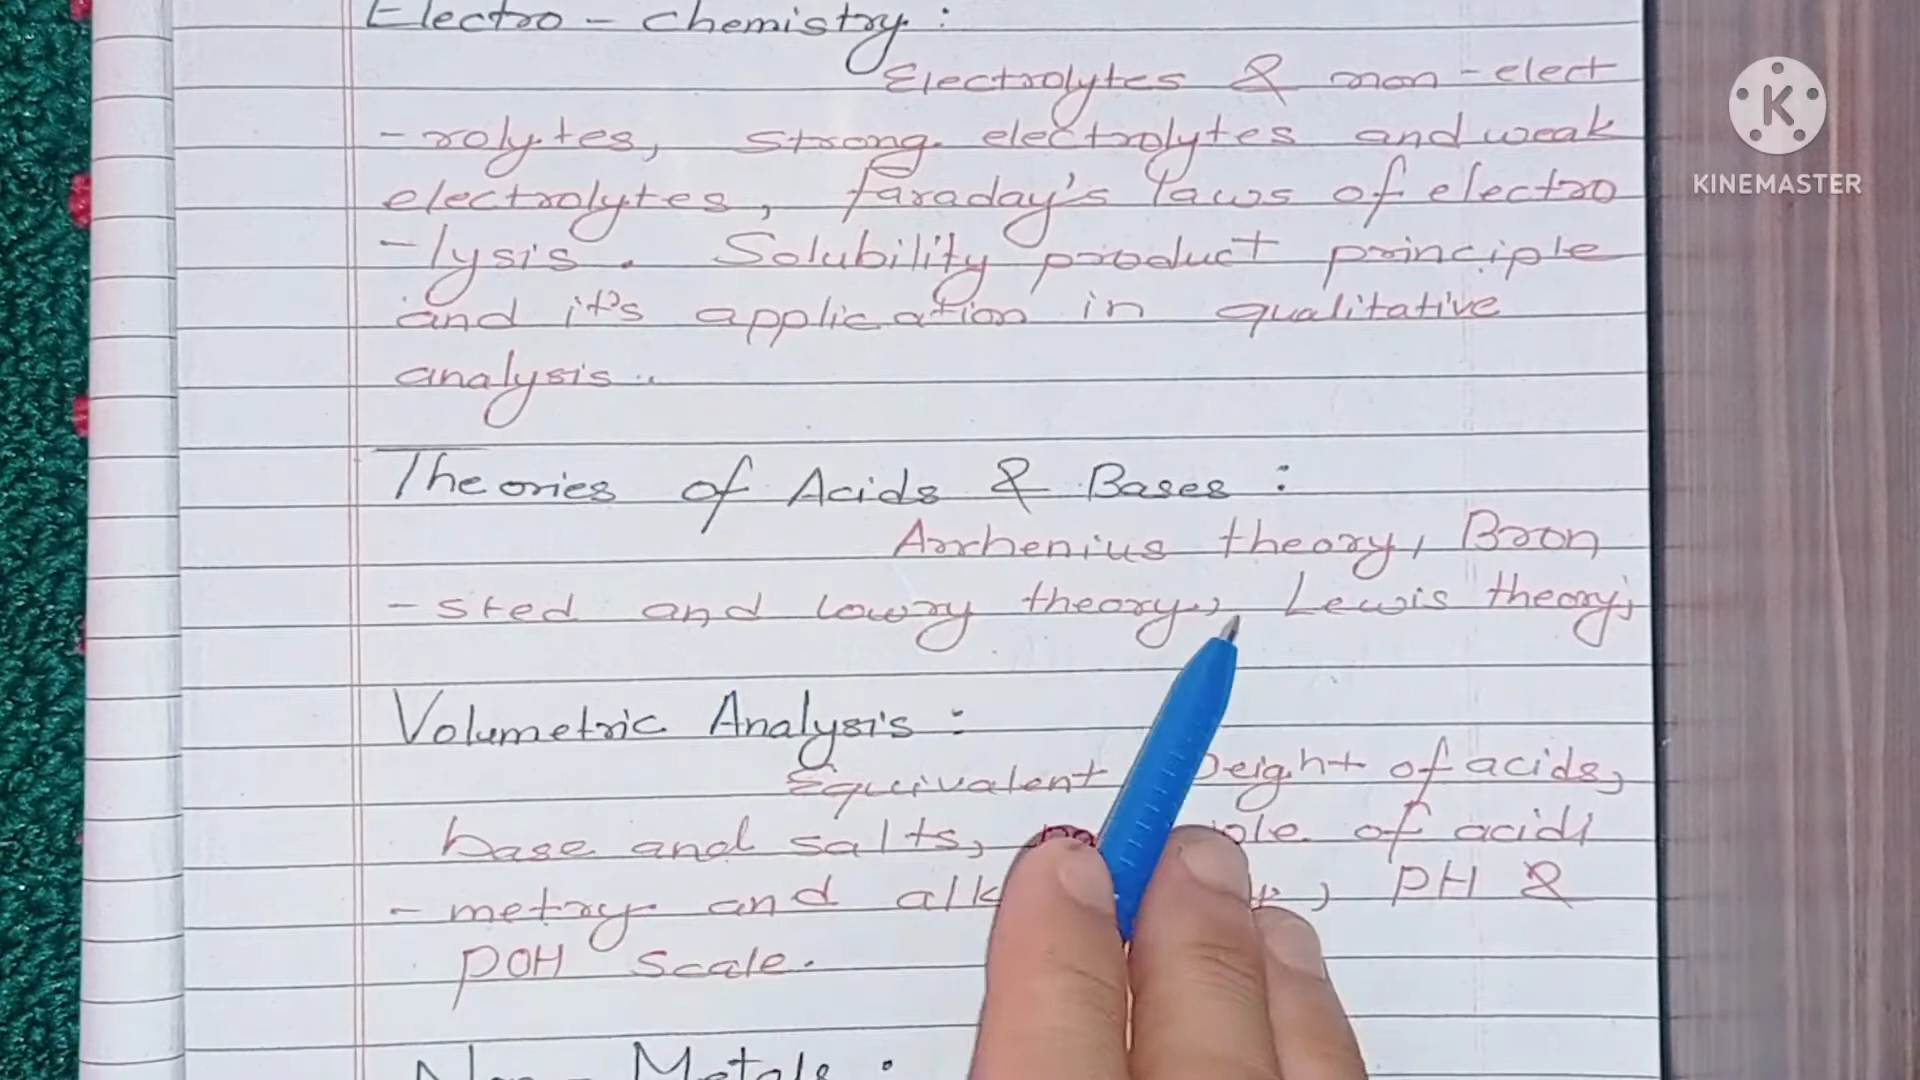 Electro - chemistry :
Electrolytes & non - elect
- rolytes, strong electrolytes and weak
electrolytes, faraday's laws of electro
- lysis. Solubility product principle
and it's application in qualitative
analysis..
Theories of Acids & Bases :
Arrhenius theory, Bron
- sted and lowry theory, Lewis theory,
Volumetric Analysis :
Equivalent of acids,
base and salts, of acidi
- metry and , PH &
POH Scale.
Non - Metals :
K
KINEMASTER